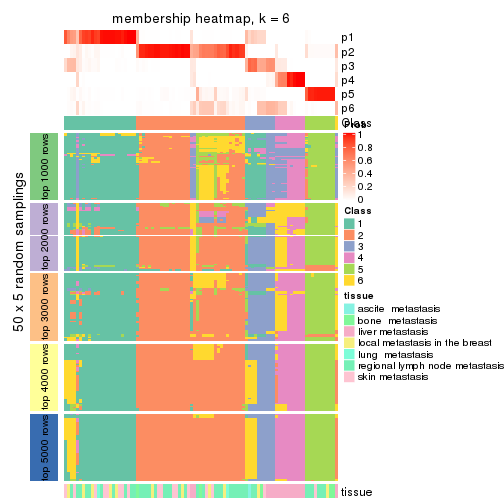 membership heatmap, k = 6
p1
p2
p3
p4
p5
p6
Class
Prob
1
0.8
0.6
0.4
0.2
0
Class
1
2
3
4
5
6
tissue
ascite metastasis
bone metastasis
liver metastasis
local metastasis in the breast
lung metastasis
regional lymph node metastasis
skin metastasis
50 x 5 random samplings
top 1000 rows
top 2000 rows
top 3000 rows
top 4000 rows
top 5000 rows
tissue